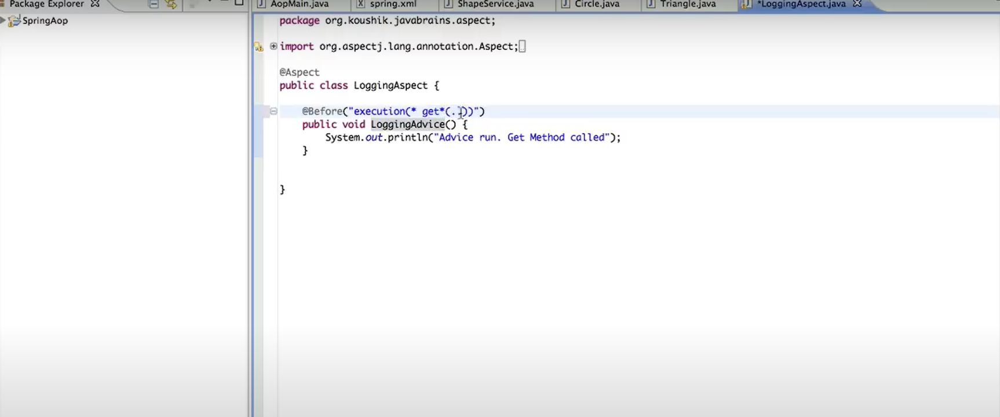 Package Explorer
AopMain.java
spring.xml
ShapeService.java
Circle.java
Triangle.java
*LoggingAspect.java
SpringAop
package org.koushik.javabrains.aspect;
import org.aspectj.lang.annotation.Aspect;
@Aspect
public class LoggingAspect {
@Before("execution(* get*(..))")
public void LoggingAdvice() {
System.out.println("Advice run. Get Method called");
}
}